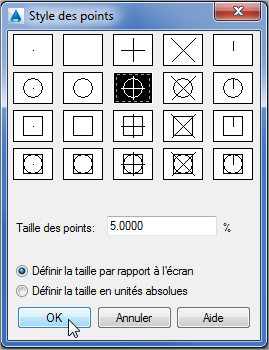 Style des points
Taille des points: 5.0000 %
Définir la taille par rapport à l'écran
Définir la taille en unités absolues
OK Annuler Aide